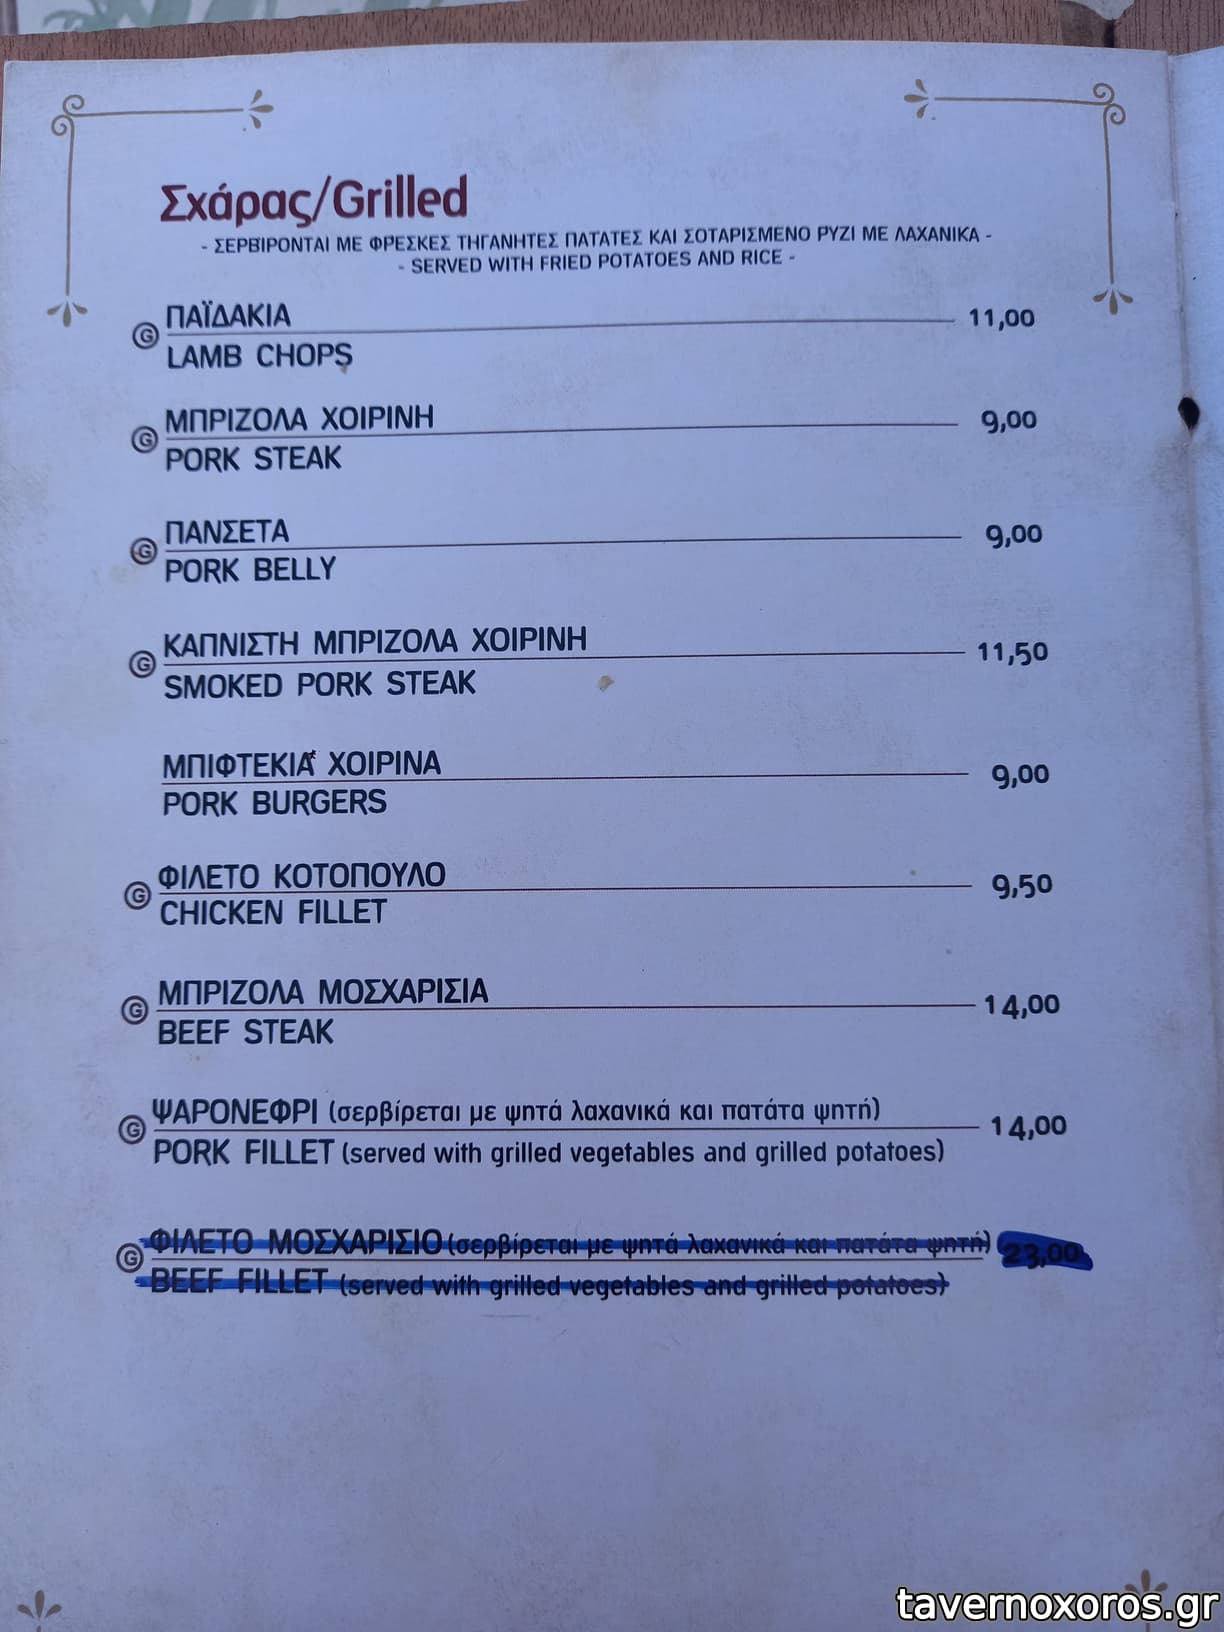 Σχάρας/Grilled
- ΣΕΡΒΙΡΟΝΤΑΙ ΜΕ ΦΡΕΣΚΕΣ ΤΗΓΑΝΗΤΕΣ ΠΑΤΑΤΕΣ ΚΑΙ ΣΟΤΑΡΙΣΜΕΝΟ ΡΥΖΙ ΜΕ ΛΑΧΑΝΙΚΑ -
- SERVED WITH FRIED POTATOES AND RICE -
ΠΑΪΔΑΚΙΑ
G 11,00
LAMB CHOPS
ΜΠΡΙΖΟΛΑ ΧΟΙΡΙΝΗ
G 9,00
PORK STEAK
ΠΑΝΣΕΤΑ
G 9,00
PORK BELLY
ΚΑΠΝΙΣΤΗ ΜΠΡΙΖΟΛΑ ΧΟΙΡΙΝΗ
G 11,50
SMOKED PORK STEAK
ΜΠΙΦΤΕΚΙΑ* ΧΟΙΡΙΝΑ
9,00
PORK BURGERS
ΦΙΛΕΤΟ ΚΟΤΟΠΟΥΛΟ
G 9,50
CHICKEN FILLET
ΜΠΡΙΖΟΛΑ ΜΟΣΧΑΡΙΣΙΑ
G 14,00
BEEF STEAK
ΨΑΡΟΝΕΦΡΙ (σερβίρεται με ψητά λαχανικά και πατάτα ψητή)
G 14,00
PORK FILLET (served with grilled vegetables and grilled potatoes)
ΦΙΛΕΤΟ ΜΟΣΧΑΡΙΣΙΟ (σερβίρεται με ψητά λαχανικά και πατάτα ψητή)
G 23,00
BEEF FILLET (served with grilled vegetables and grilled potatoes)
tavernoxoros.gr